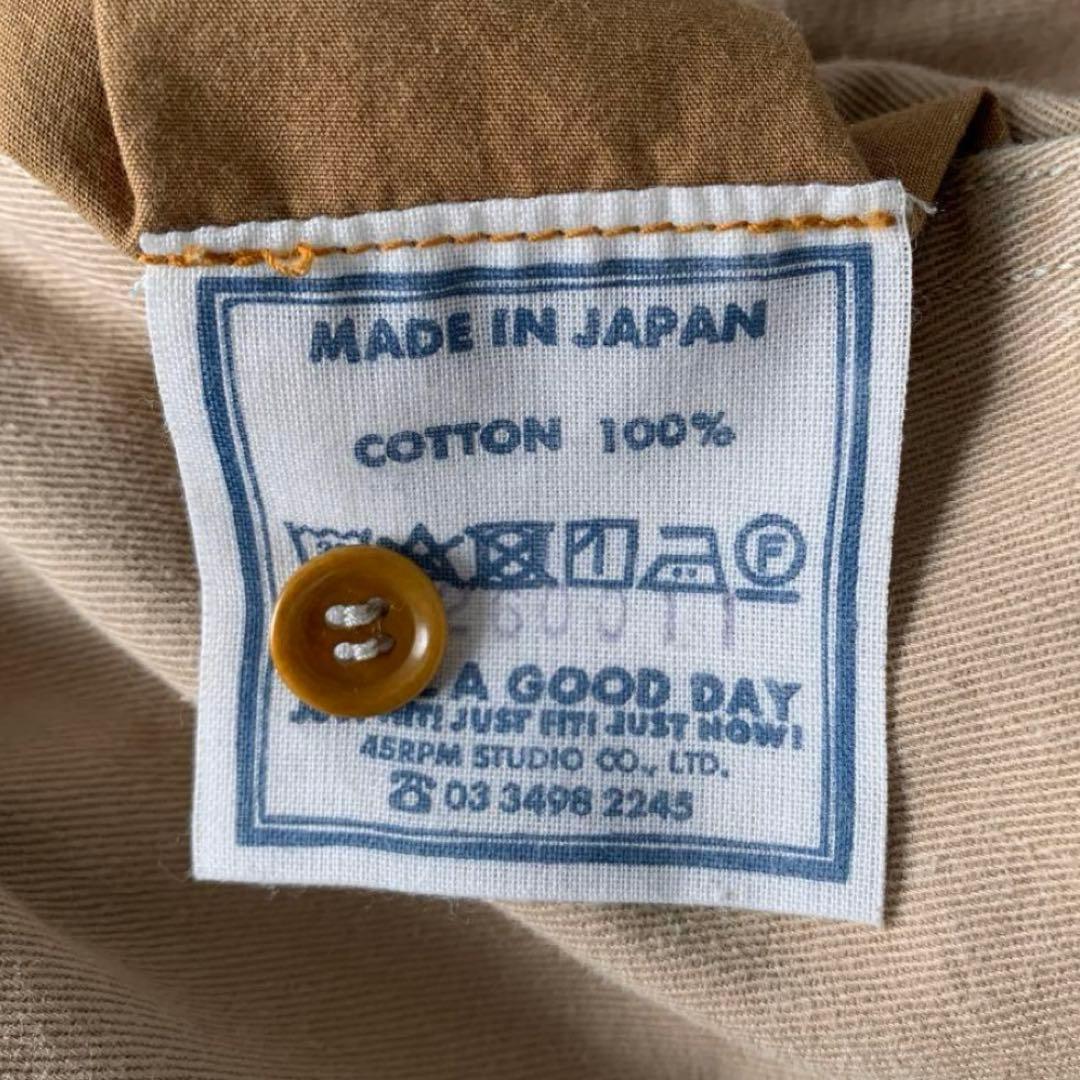 MADE IN JAPAN
COTTON 100%
F
A GOOD DAY
JUST FIT! JUST NOW!
45RPM STUDIO CO., LTD.
☎ 03 3498 2245